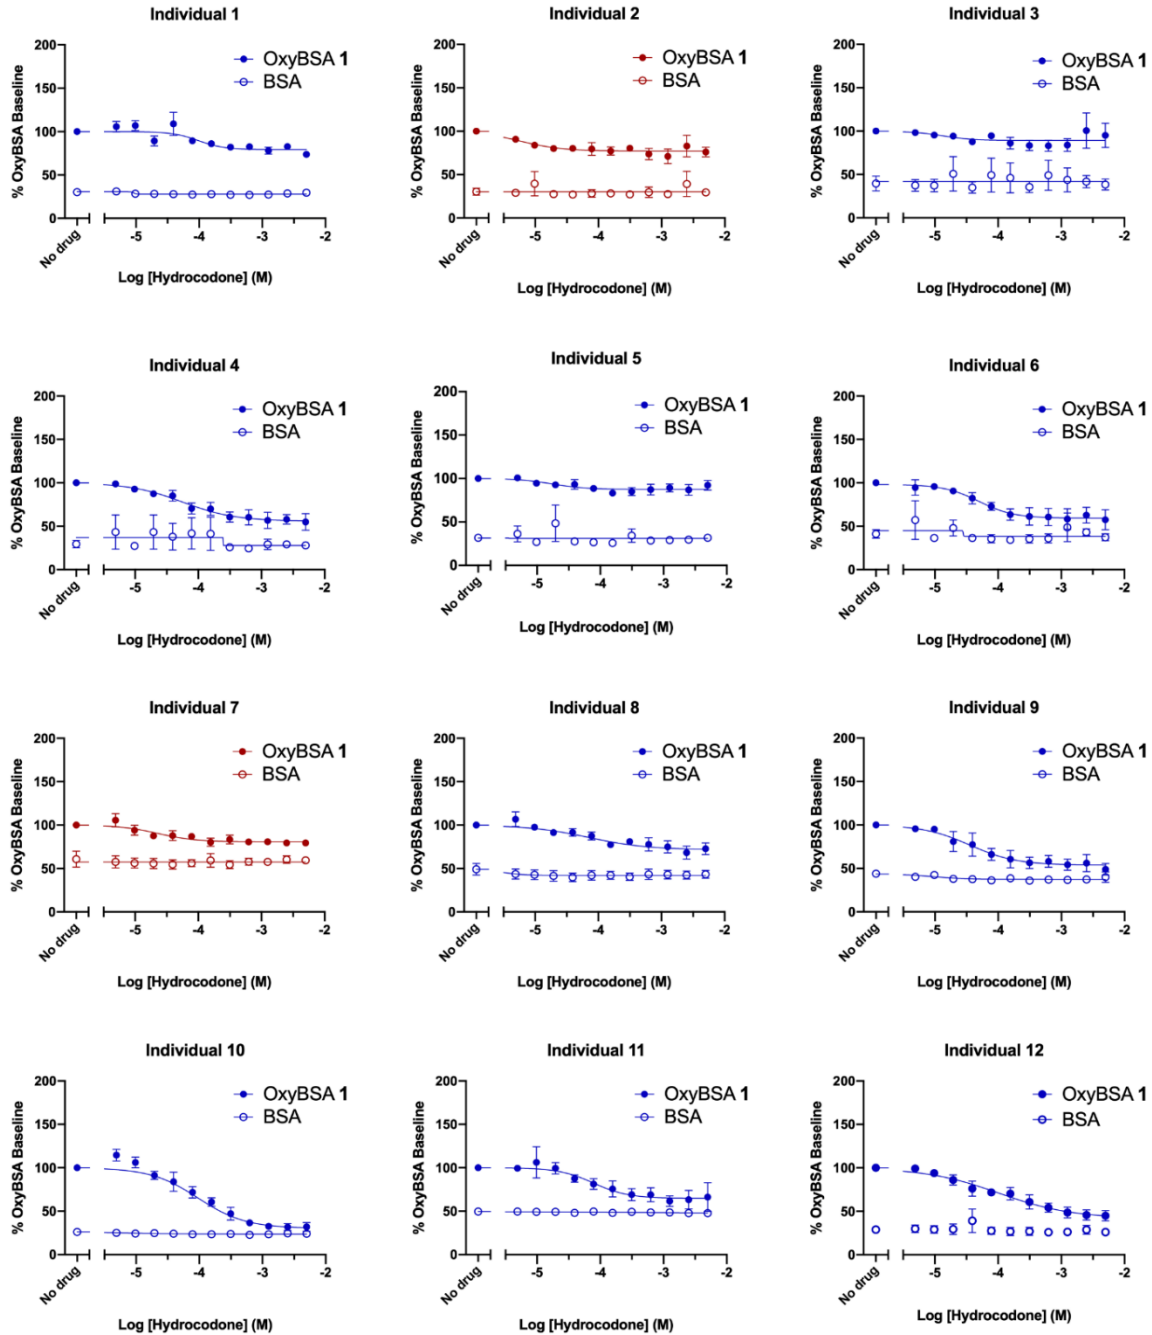 Individual 1
% OxyBSA Baseline
200
150
100
50
0
OxyBSA 1
BSA
No drug
-5
-4
-3
-2
Log [Hydrocodone] (M)
Individual 2
% OxyBSA Baseline
200
150
100
50
0
OxyBSA 1
BSA
No drug
-5
-4
-3
-2
Log [Hydrocodone] (M)
Individual 3
% OxyBSA Baseline
200
150
100
50
0
OxyBSA 1
BSA
No drug
-5
-4
-3
-2
Log [Hydrocodone] (M)
Individual 4
% OxyBSA Baseline
200
150
100
50
0
OxyBSA 1
BSA
No drug
-5
-4
-3
-2
Log [Hydrocodone] (M)
Individual 5
% OxyBSA Baseline
200
150
100
50
0
OxyBSA 1
BSA
No drug
-5
-4
-3
-2
Log [Hydrocodone] (M)
Individual 6
% OxyBSA Baseline
200
150
100
50
0
OxyBSA 1
BSA
No drug
-5
-4
-3
-2
Log [Hydrocodone] (M)
Individual 7
% OxyBSA Baseline
200
150
100
50
0
OxyBSA 1
BSA
No drug
-5
-4
-3
-2
Log [Hydrocodone] (M)
Individual 8
% OxyBSA Baseline
200
150
100
50
0
OxyBSA 1
BSA
No drug
-5
-4
-3
-2
Log [Hydrocodone] (M)
Individual 9
% OxyBSA Baseline
200
150
100
50
0
OxyBSA 1
BSA
No drug
-5
-4
-3
-2
Log [Hydrocodone] (M)
Individual 10
% OxyBSA Baseline
200
150
100
50
0
OxyBSA 1
BSA
No drug
-5
-4
-3
-2
Log [Hydrocodone] (M)
Individual 11
% OxyBSA Baseline
200
150
100
50
0
OxyBSA 1
BSA
No drug
-5
-4
-3
-2
Log [Hydrocodone] (M)
Individual 12
% OxyBSA Baseline
200
150
100
50
0
OxyBSA 1
BSA
No drug
-5
-4
-3
-2
Log [Hydrocodone] (M)